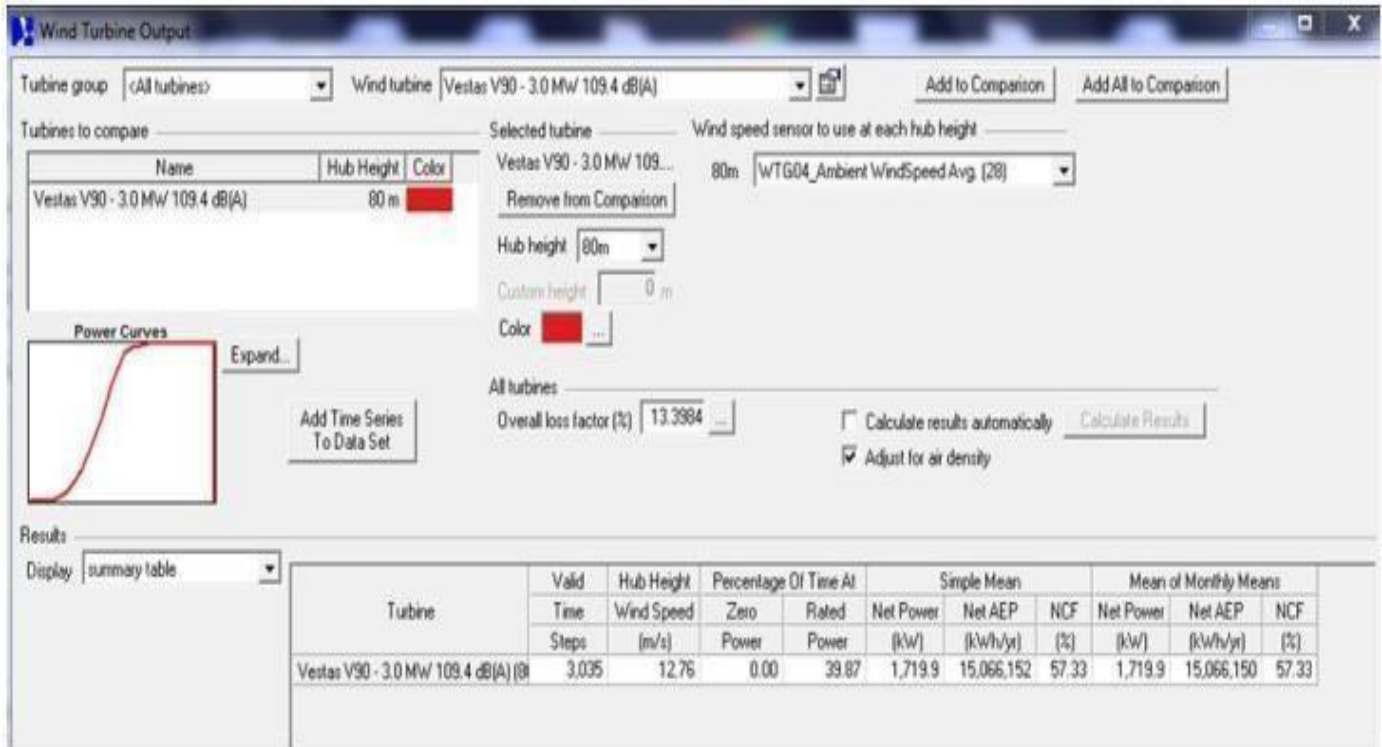 Wind Turbine Output
Turbine group <All turbines> Wind turbine Vestas V90 - 3.0 MW 109.4 dB(A) Add to Comparison Add All to Comparison
Turbines to compare
Name Hub Height Color
Vestas V90 - 3.0 MW 109.4 dB(A) 80 m
Selected turbine
Vestas V90 - 3.0 MW 109....
Remove from Comparison
Hub height 80m
Custom height 0 m
Color ...
Wind speed sensor to use at each hub height
80m WTG04_Ambient WindSpeed Avg. (28)
Power Curves
Expand...
Add Time Series
To Data Set
All turbines
Overall loss factor (%) 13.3984 ...
Calculate results automatically Calculate Results
Adjust for air density
Results
Display summary table
Valid Hub Height Percentage Of Time At Simple Mean Mean of Monthly Means
Turbine Time Wind Speed Zero Rated Net Power Net AEP NCF Net Power Net AEP NCF
Steps (m/s) Power Power (kW) (kWh/yr) (%) (kW) (kWh/yr) (%)
Vestas V90 - 3.0 MW 109.4 dB(A) (8 3,035 12.76 0.00 39.87 1,719.9 15,066,152 57.33 1,719.9 15,066,150 57.33